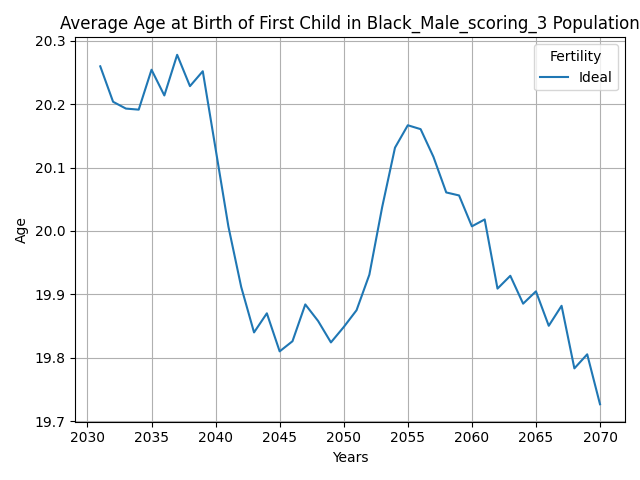 Average Age at Birth of First Child in Black_Male_scoring_3 Population
Fertility
Ideal
Age
20.3
20.2
20.1
20.0
19.9
19.8
19.7
2030 2035 2040 2045 2050 2055 2060 2065 2070
Years